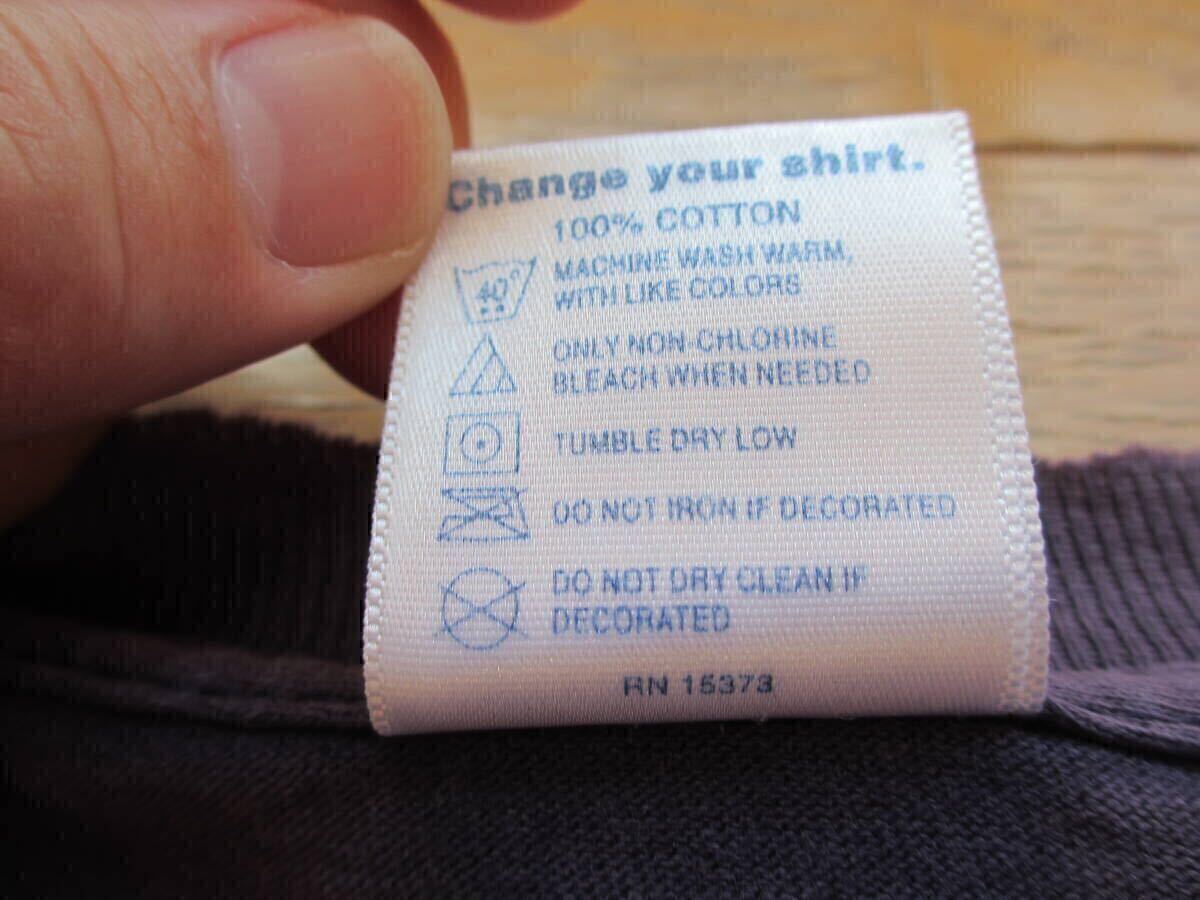 Change your shirt.
100% COTTON
40°
MACHINE WASH WARM,
WITH LIKE COLORS
ONLY NON-CHLORINE
BLEACH WHEN NEEDED
TUMBLE DRY LOW
DO NOT IRON IF DECORATED
DO NOT DRY CLEAN IF
DECORATED
RN 15373